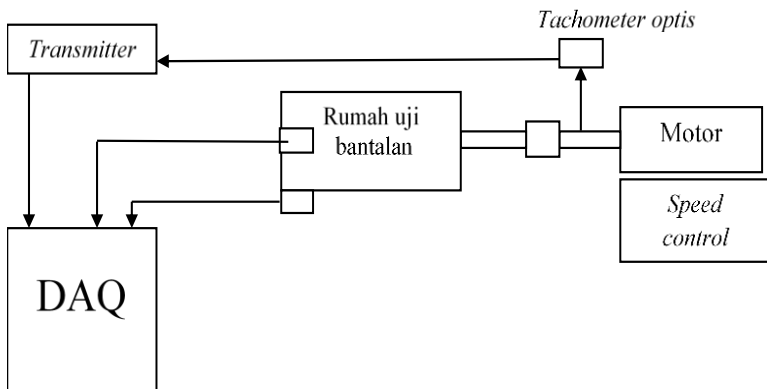 Tachometer optis
Transmitter
Rumah uji
bantalan
Motor
Speed
control
DAQ